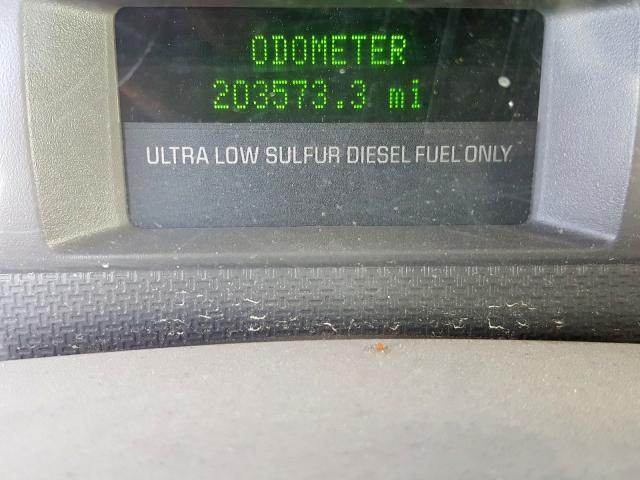 ODOMETER
203573.3 mi
ULTRA LOW SULFUR DIESEL FUEL ONLY